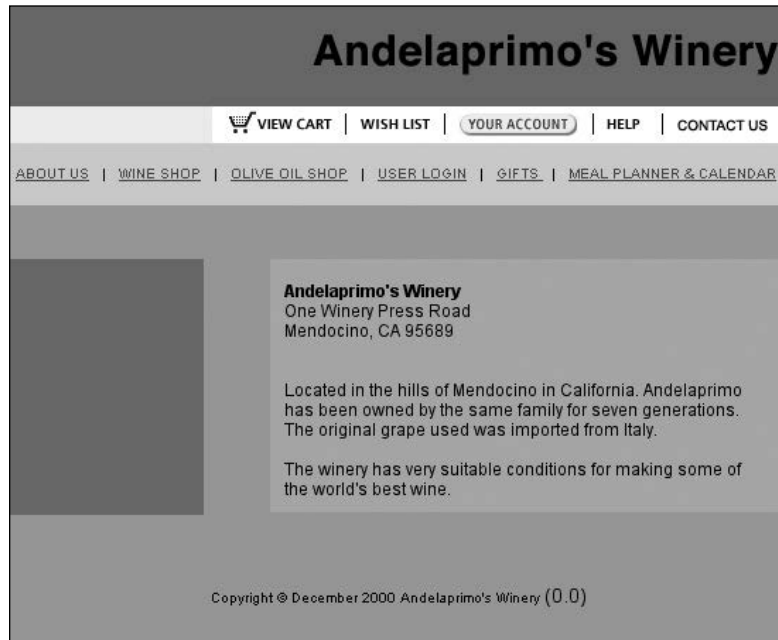 Andelaprimo's Winery
VIEW CART | WISH LIST | YOUR ACCOUNT | HELP | CONTACT US
ABOUT US | WINE SHOP | OLIVE OIL SHOP | USER LOGIN | GIFTS | MEAL PLANNER & CALENDAR
Andelaprimo's Winery
One Winery Press Road
Mendocino, CA 95689
Located in the hills of Mendocino in California. Andelaprimo
has been owned by the same family for seven generations.
The original grape used was imported from Italy.
The winery has very suitable conditions for making some of
the world's best wine.
Copyright © December 2000 Andelaprimo's Winery (0.0)